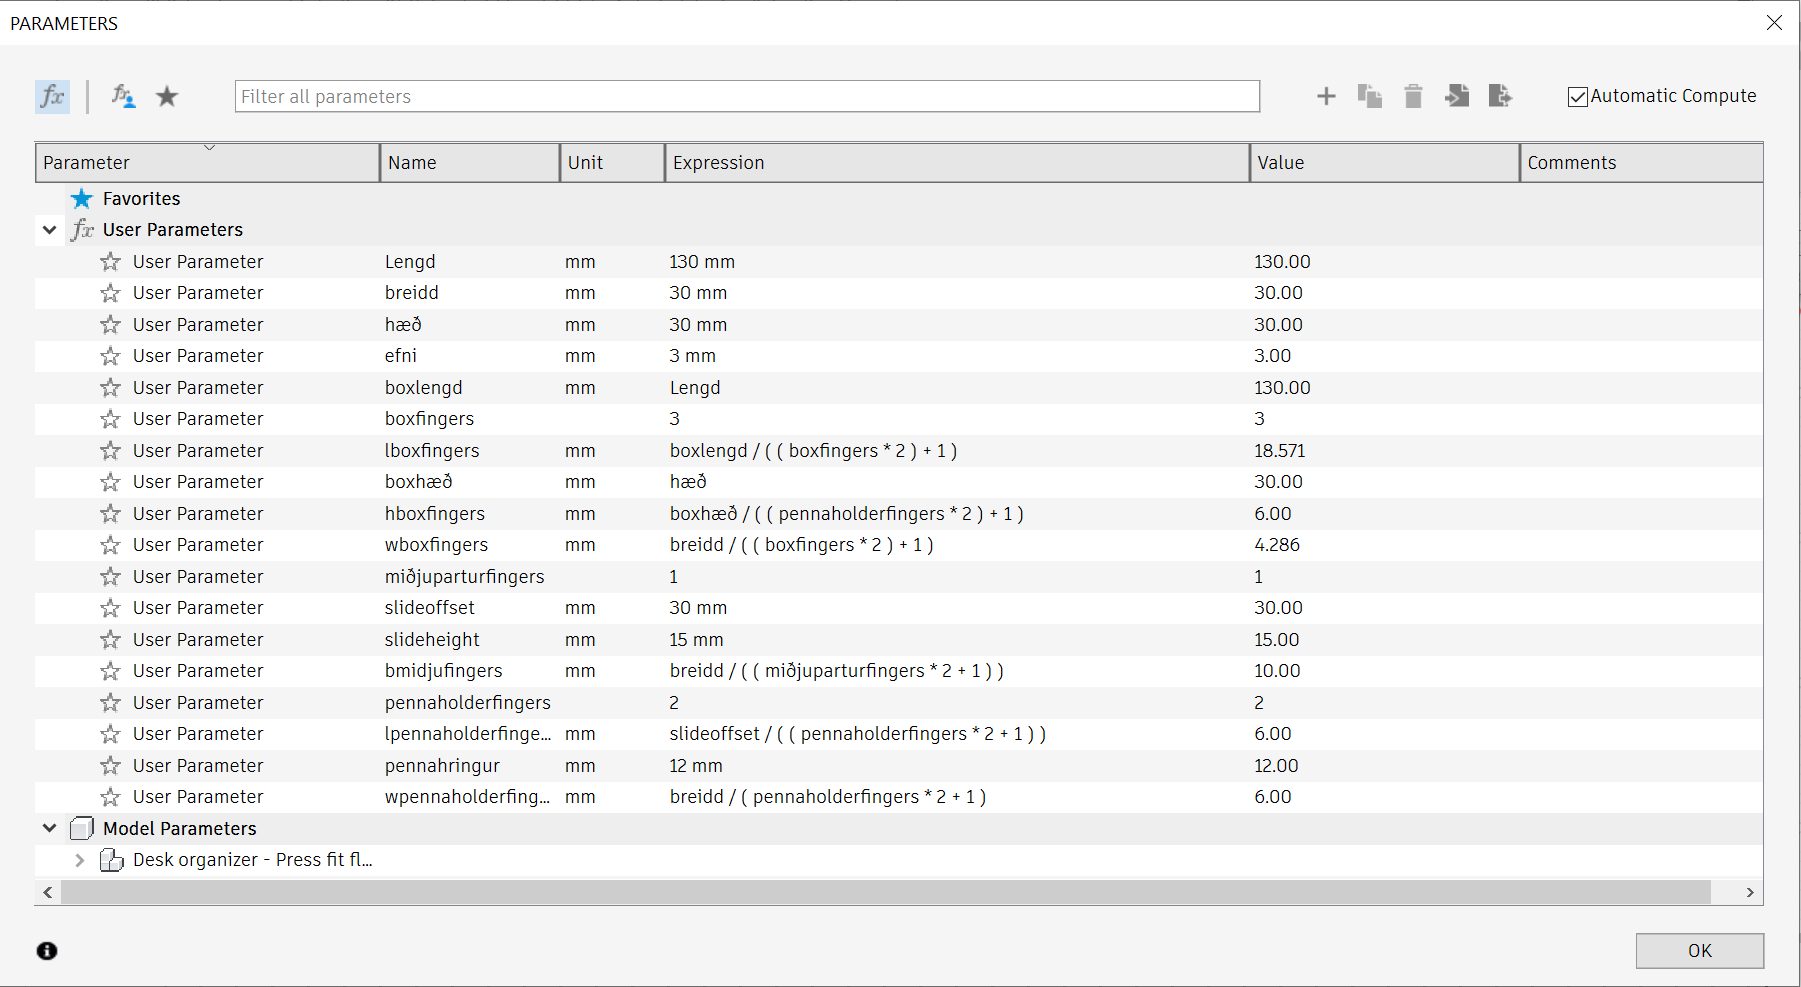 PARAMETERS
fx fx Filter all parameters Automatic Compute
Parameter Name Unit Expression Value Comments
Favorites
fx User Parameters
User Parameter Lengd mm 130 mm 130.00
User Parameter breidd mm 30 mm 30.00
User Parameter hæð mm 30 mm 30.00
User Parameter efni mm 3 mm 3.00
User Parameter boxlengd mm Lengd 130.00
User Parameter boxfingers 3 3
User Parameter lboxfingers mm boxlengd / ( ( boxfingers * 2 ) + 1 ) 18.571
User Parameter boxhæð mm hæð 30.00
User Parameter hboxfingers mm boxhæð / ( ( pennaholderfingers * 2 ) + 1 ) 6.00
User Parameter wboxfingers mm breidd / ( ( boxfingers * 2 ) + 1 ) 4.286
User Parameter miðjuparturfingers 1 1
User Parameter slideoffset mm 30 mm 30.00
User Parameter slideheight mm 15 mm 15.00
User Parameter bmidjufingers mm breidd / ( ( miðjuparturfingers * 2 + 1 ) ) 10.00
User Parameter pennaholderfingers 2 2
User Parameter lpennaholderfinge... mm slideoffset / ( ( pennaholderfingers * 2 + 1 ) ) 6.00
User Parameter pennahringur mm 12 mm 12.00
User Parameter wpennaholderfing... mm breidd / ( pennaholderfingers * 2 + 1 ) 6.00
Model Parameters
Desk organizer - Press fit fl...
OK